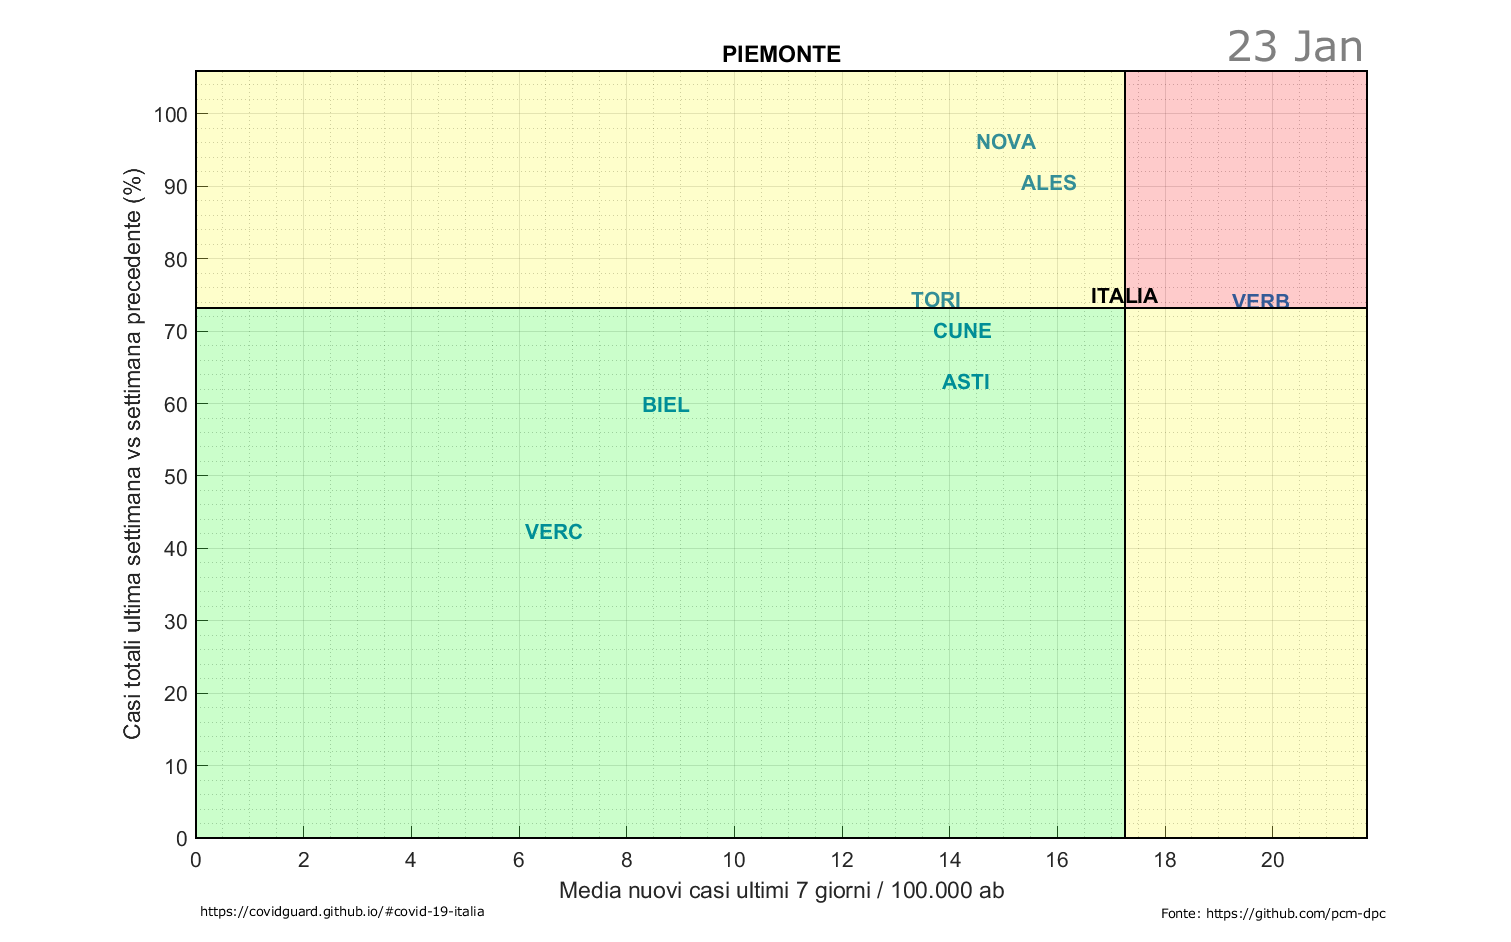 23 Jan
PIEMONTE
Casi totali ultima settimana vs settimana precedente (%)
100
90
80
70
60
50
40
30
20
10
0
NOVA
ALES
TORI
ITALIA
VERB
CUNE
ASTI
BIEL
VERC
0 2 4 6 8 10 12 14 16 18 20
Media nuovi casi ultimi 7 giorni / 100.000 ab
https://covidguard.github.io/#covid-19-italia
Fonte: https://github.com/pcm-dpc